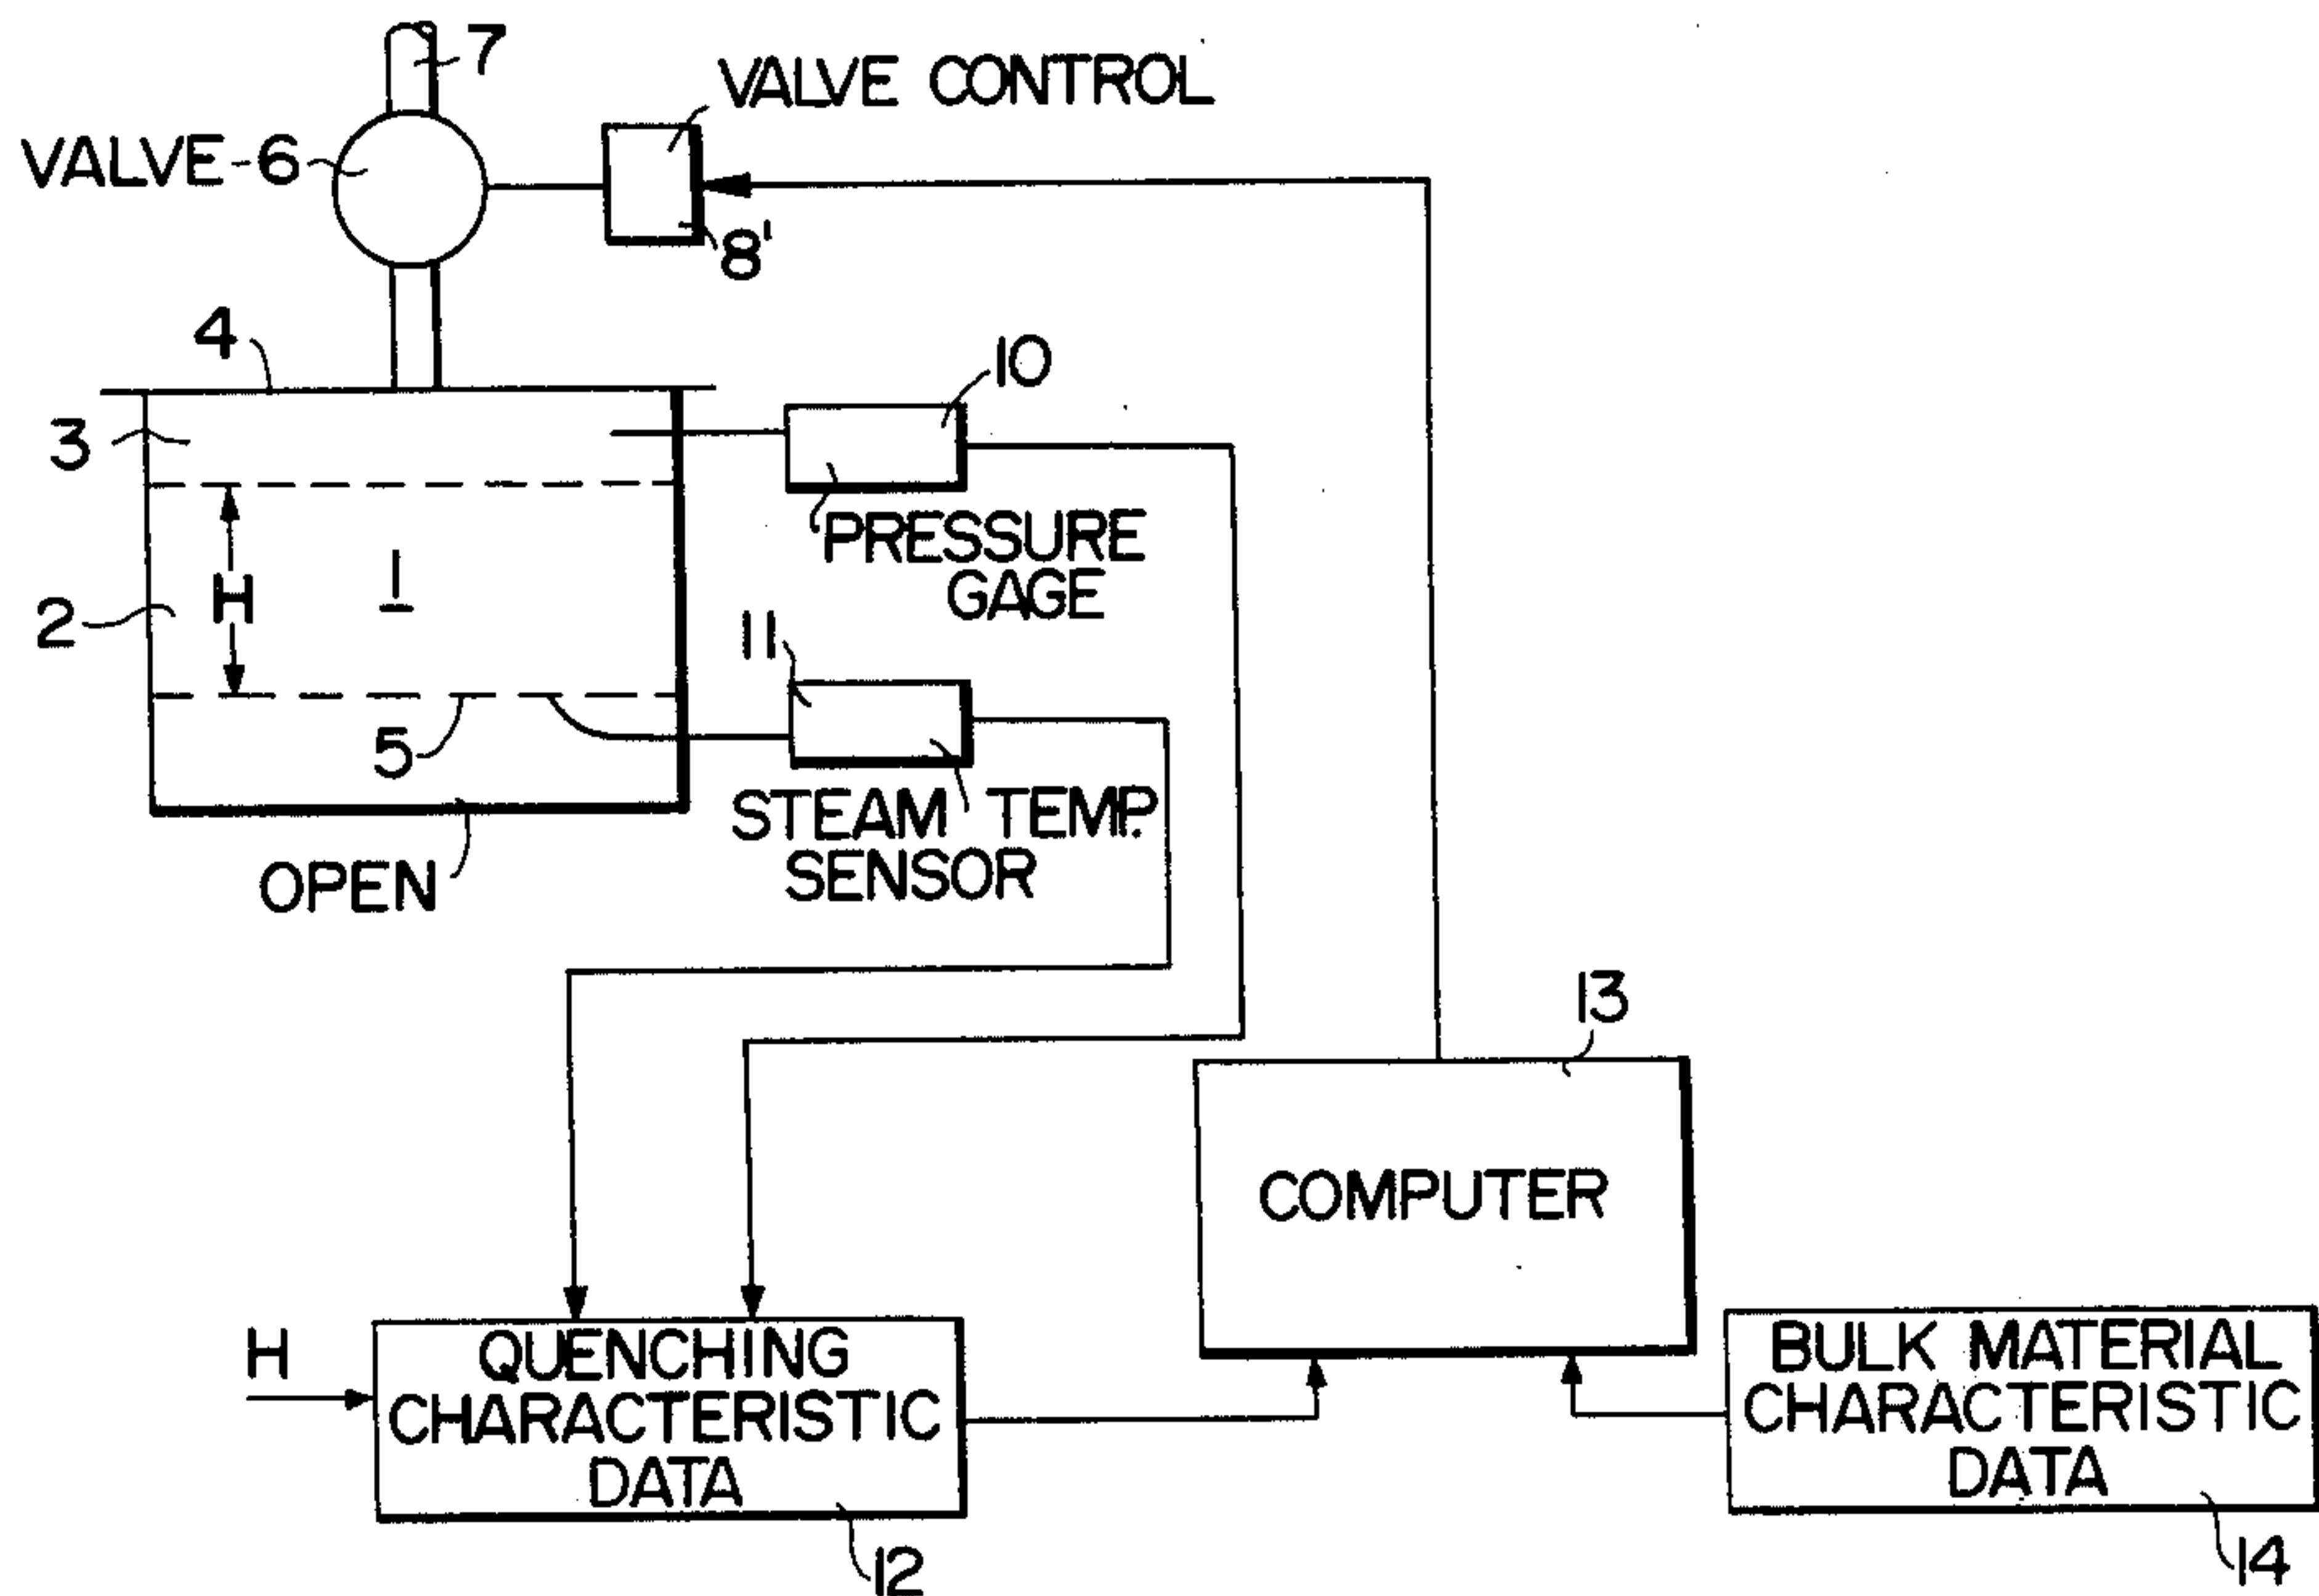 7
VALVE CONTROL
VALVE-6
8'
4
10
3
PRESSURE
GAGE
H
1
2
11
5
STEAM TEMP.
SENSOR
OPEN
13
COMPUTER
H
QUENCHING
CHARACTERISTIC
DATA
BULK MATERIAL
CHARACTERISTIC
DATA
12
14